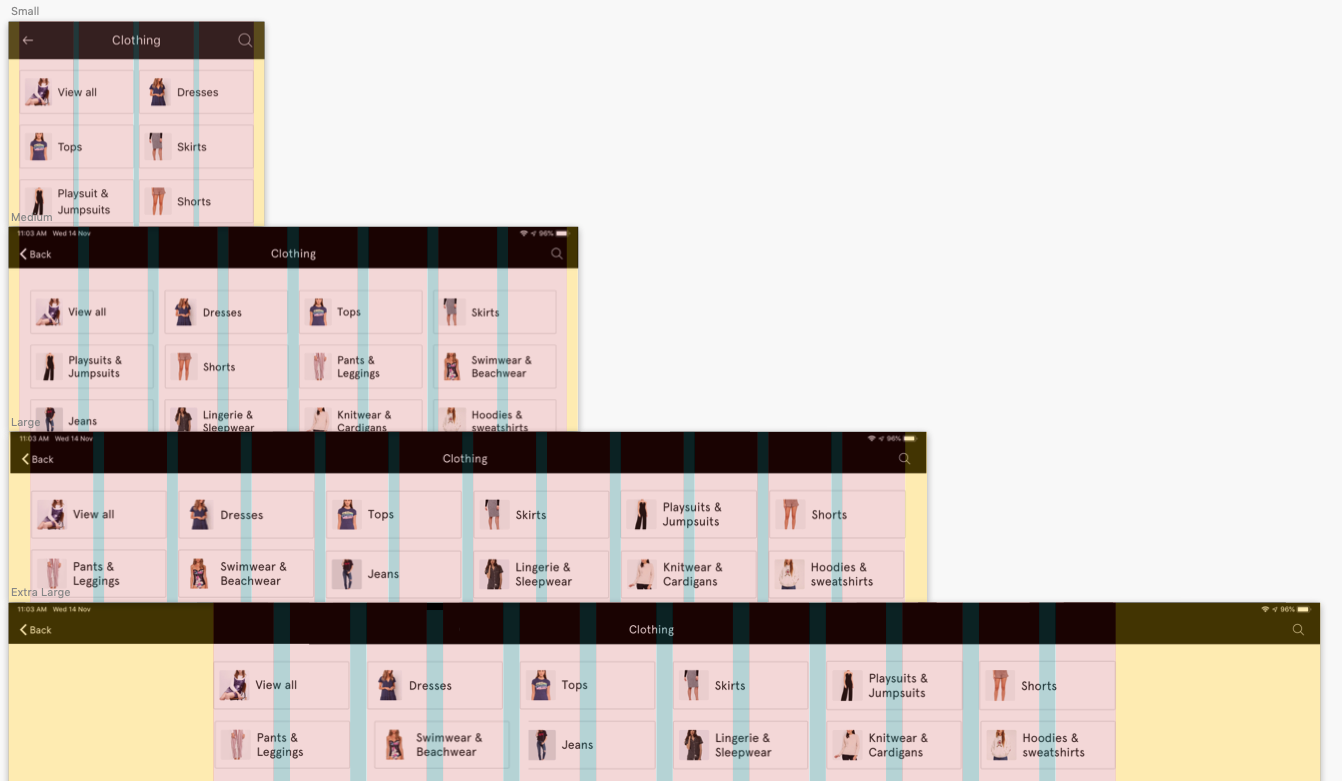 Small
Clothing
View all
Dresses
Tops
Skirts
Playsuit &
Jumpsuits
Shorts
Medium
11:03 AM Wed 14 Nov
96%
Back
Clothing
View all
Dresses
Tops
Skirts
Playsuits &
Jumpsuits
Shorts
Pants &
Leggings
Swimwear &
Beachwear
Jeans
Lingerie &
Sleepwear
Knitwear &
Cardigans
Hoodies &
sweatshirts
Large
11:03 AM Wed 14 Nov
96%
Back
Clothing
View all
Dresses
Tops
Skirts
Playsuits &
Jumpsuits
Shorts
Pants &
Leggings
Swimwear &
Beachwear
Jeans
Lingerie &
Sleepwear
Knitwear &
Cardigans
Hoodies &
sweatshirts
Extra Large
11:03 AM Wed 14 Nov
96%
Back
Clothing
View all
Dresses
Tops
Skirts
Playsuits &
Jumpsuits
Shorts
Pants &
Leggings
Swimwear &
Beachwear
Jeans
Lingerie &
Sleepwear
Knitwear &
Cardigans
Hoodies &
sweatshirts